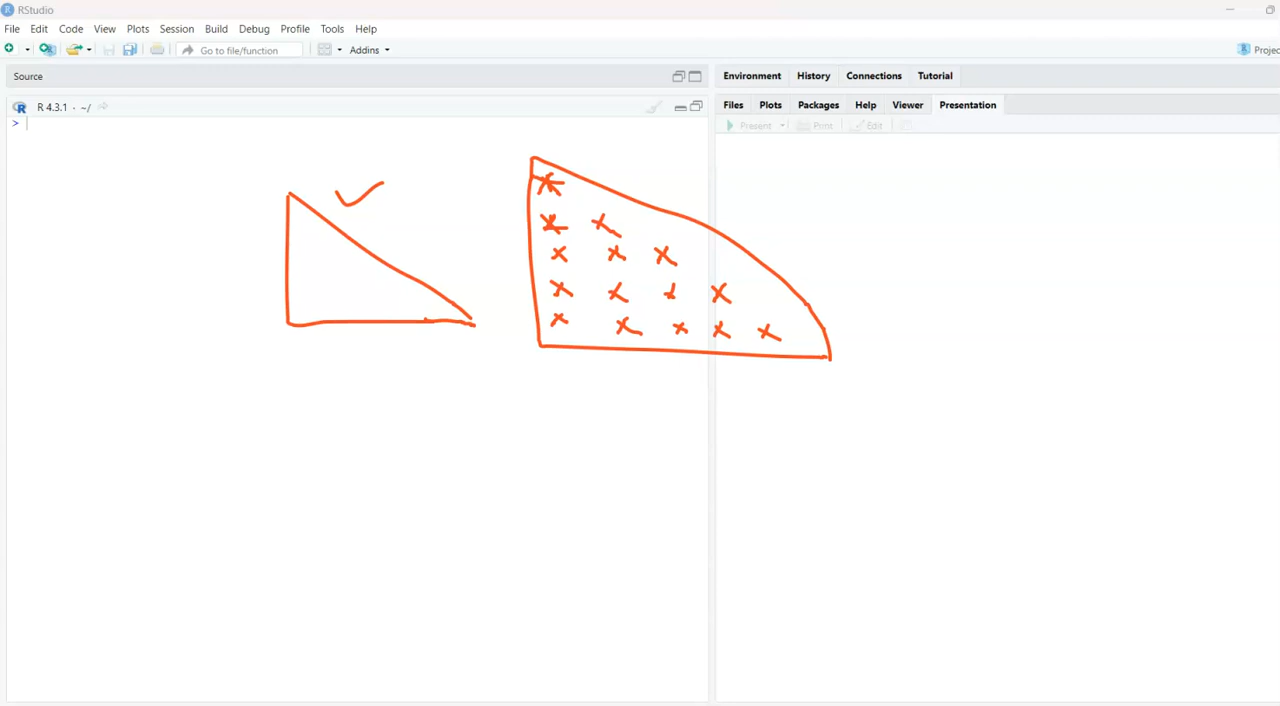 RStudio
File Edit Code View Plots Session Build Debug Profile Tools Help
Go to file/function Addins Projec
Source Environment History Connections Tutorial
R 4.3.1 · ~/ Files Plots Packages Help Viewer Presentation
> Present Print Edit
*
* x
x x x
x x x x
x x x x x